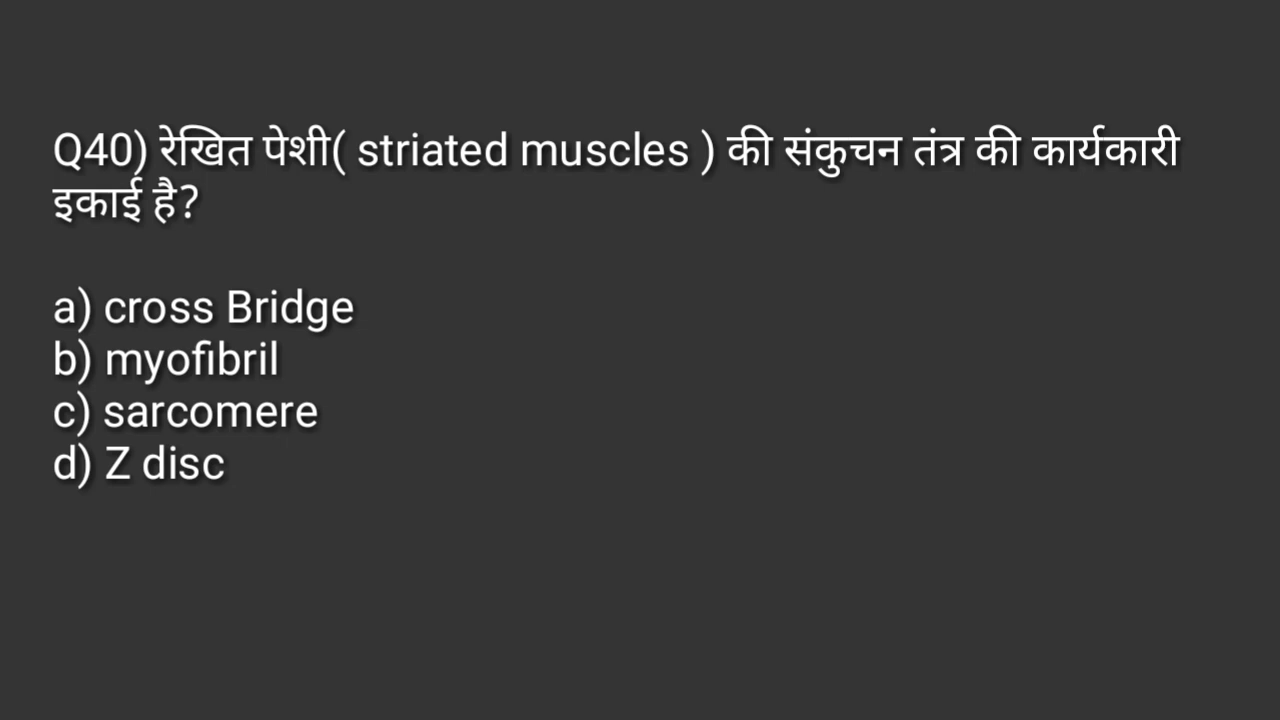 Q40) रेखित पेशी( striated muscles ) की संकुचन तंत्र की कार्यकारी
इकाई है?
a) cross Bridge
b) myofibril
c) sarcomere
d) Z disc